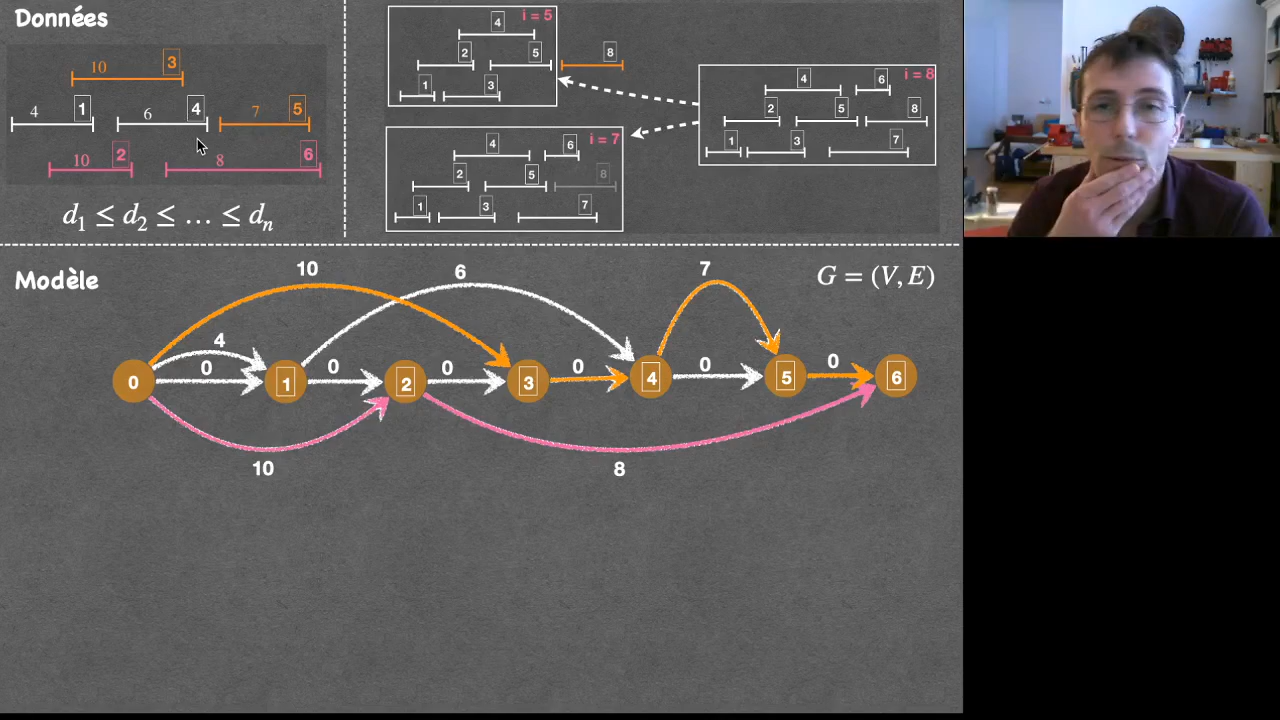 Données
10 3
4 1 6 4 7 5
10 2 8 6
d₁ ≤ d₂ ≤ … ≤ dₙ
i = 5
4
2 5 8
1 3
i = 7
4 6
2 5 8
1 3 7
i = 8
4 6
2 5 8
1 3 7
Modèle
G = (V, E)
10 6 7
4
0 0 0 0 0 0
0 1 2 3 4 5 6
10 8